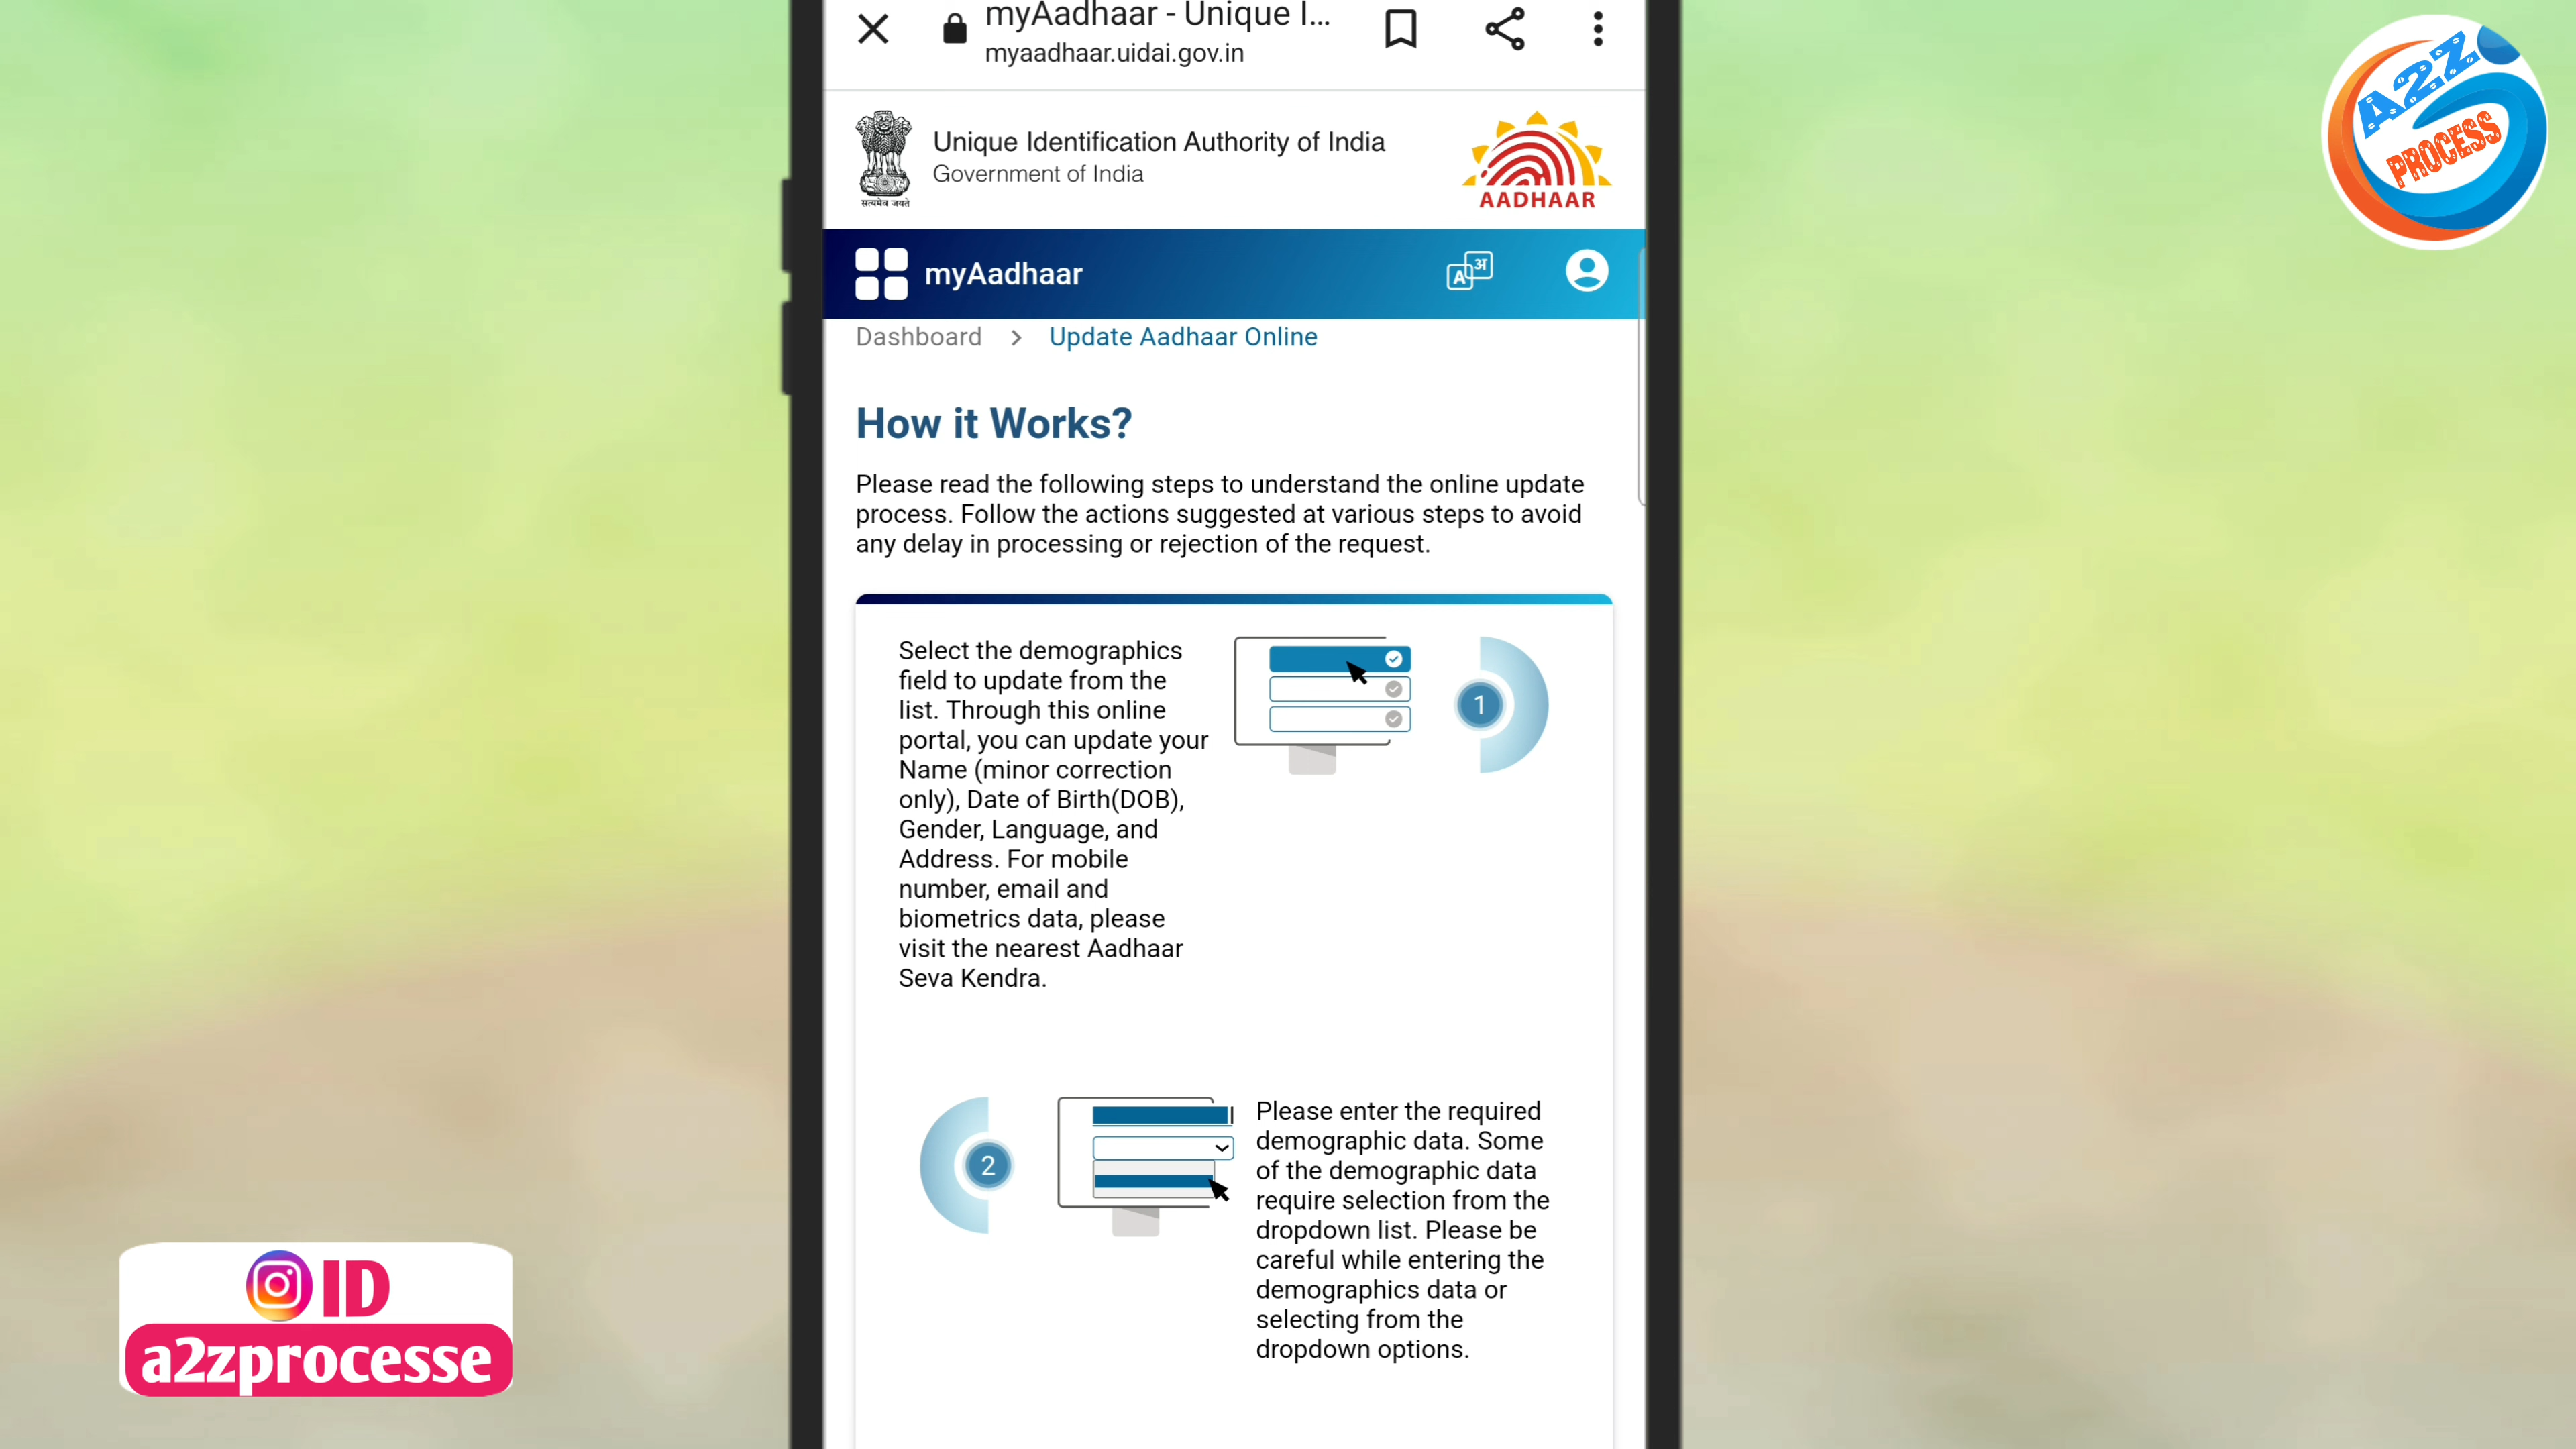 myAadhaar - Unique I...
myaadhaar.uidai.gov.in
सत्यमेव जयते
Unique Identification Authority of India
Government of India
AADHAAR
A2Z
PROCESS
myAadhaar
A अ
Dashboard > Update Aadhaar Online
How it Works?
Please read the following steps to understand the online update
process. Follow the actions suggested at various steps to avoid
any delay in processing or rejection of the request.
Select the demographics
field to update from the
list. Through this online
portal, you can update your
Name (minor correction
only), Date of Birth(DOB),
Gender, Language, and
Address. For mobile
number, email and
biometrics data, please
visit the nearest Aadhaar
Seva Kendra.
1
2
Please enter the required
demographic data. Some
of the demographic data
require selection from the
dropdown list. Please be
careful while entering the
demographics data or
selecting from the
dropdown options.
ID
a2zprocesse